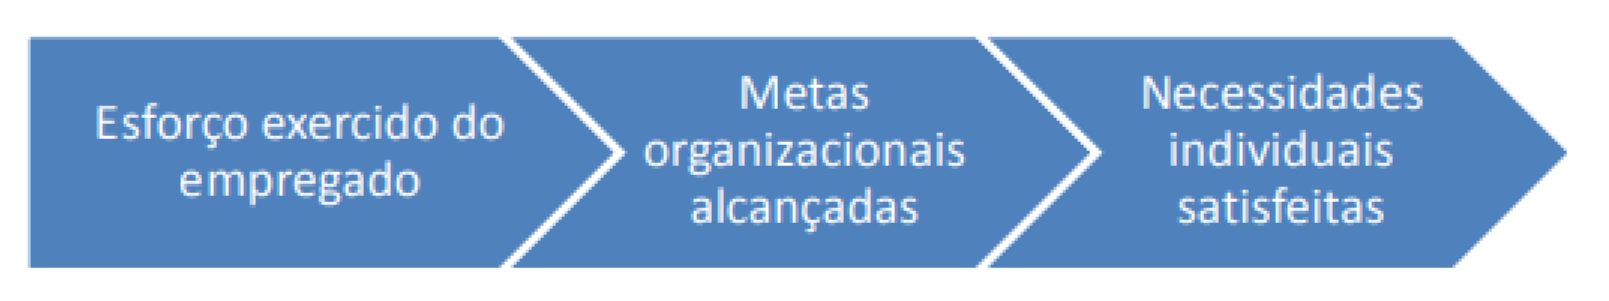 Esforço exercido do
empregado
Metas
organizacionais
alcançadas
Necessidades
individuais
satisfeitas